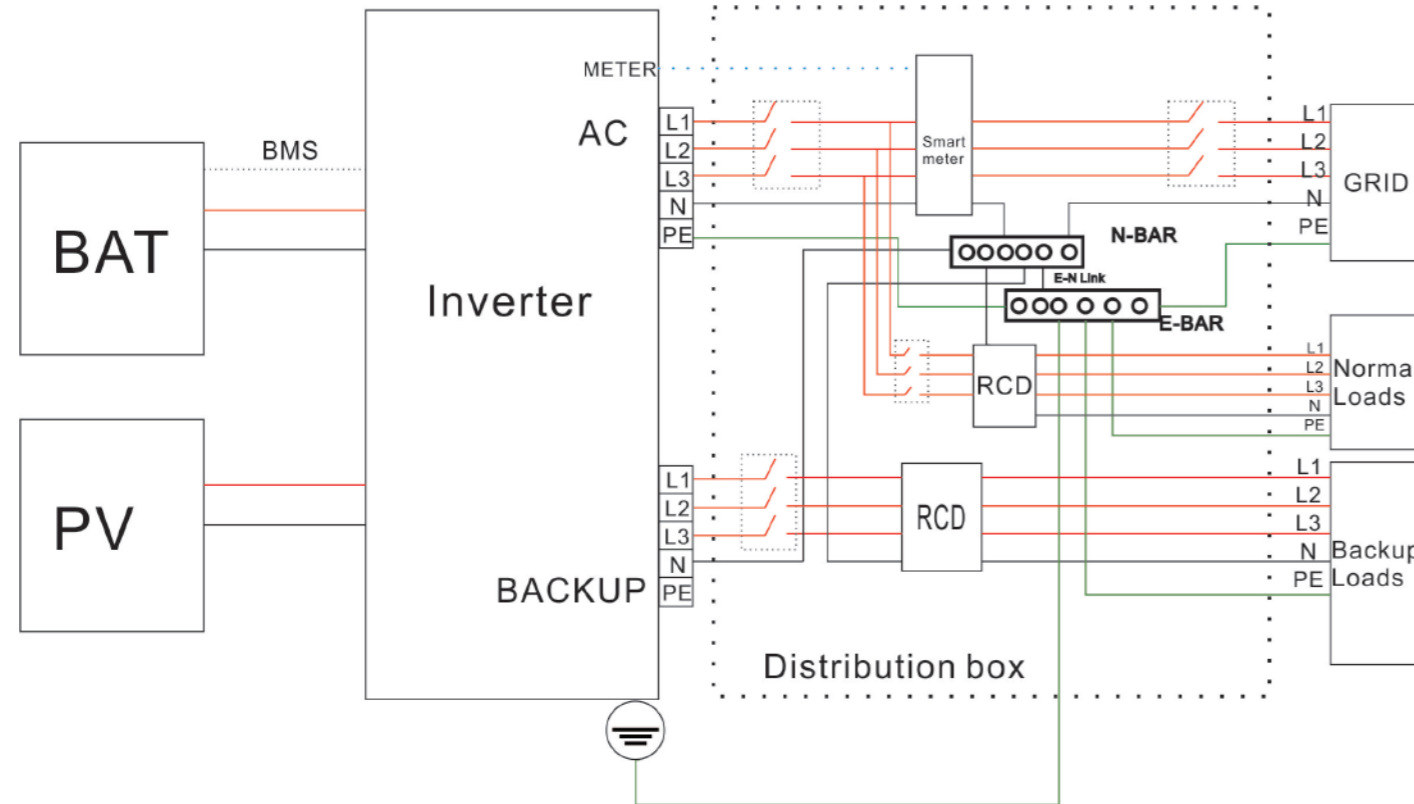 METER
AC
L1
L2
L3
N
PE
BMS
BAT
Inverter
PV
L1
L2
L3
N
PE
BACKUP
Smart
meter
N-BAR
E-N Link
E-BAR
RCD
RCD
Distribution box
L1
L2
L3
N
PE
GRID
L1
L2
L3
N
PE
Norma
Loads
L1
L2
L3
N
PE
Backup
Loads